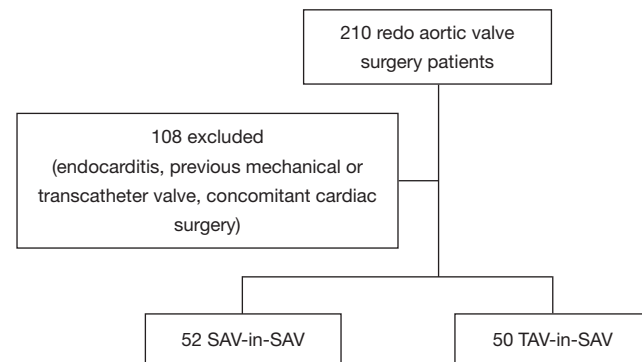 210 redo aortic valve
surgery patients
108 excluded
(endocarditis, previous mechanical or
transcatheter valve, concomitant cardiac
surgery)
52 SAV-in-SAV
50 TAV-in-SAV